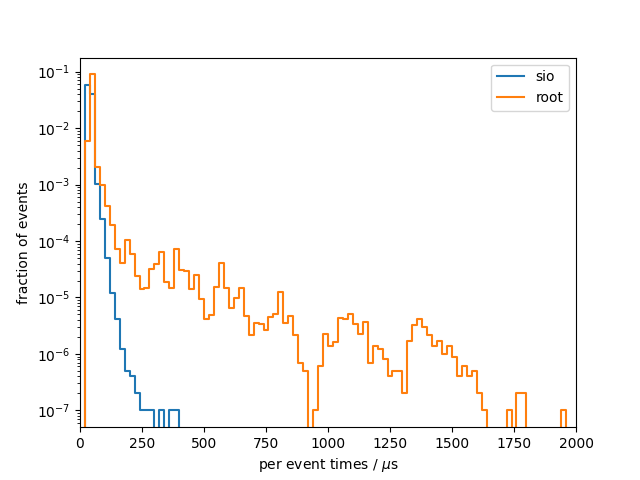 sio
root
10⁻¹
10⁻²
10⁻³
10⁻⁴
10⁻⁵
10⁻⁶
10⁻⁷
fraction of events
0 250 500 750 1000 1250 1500 1750 2000
per event times / μs